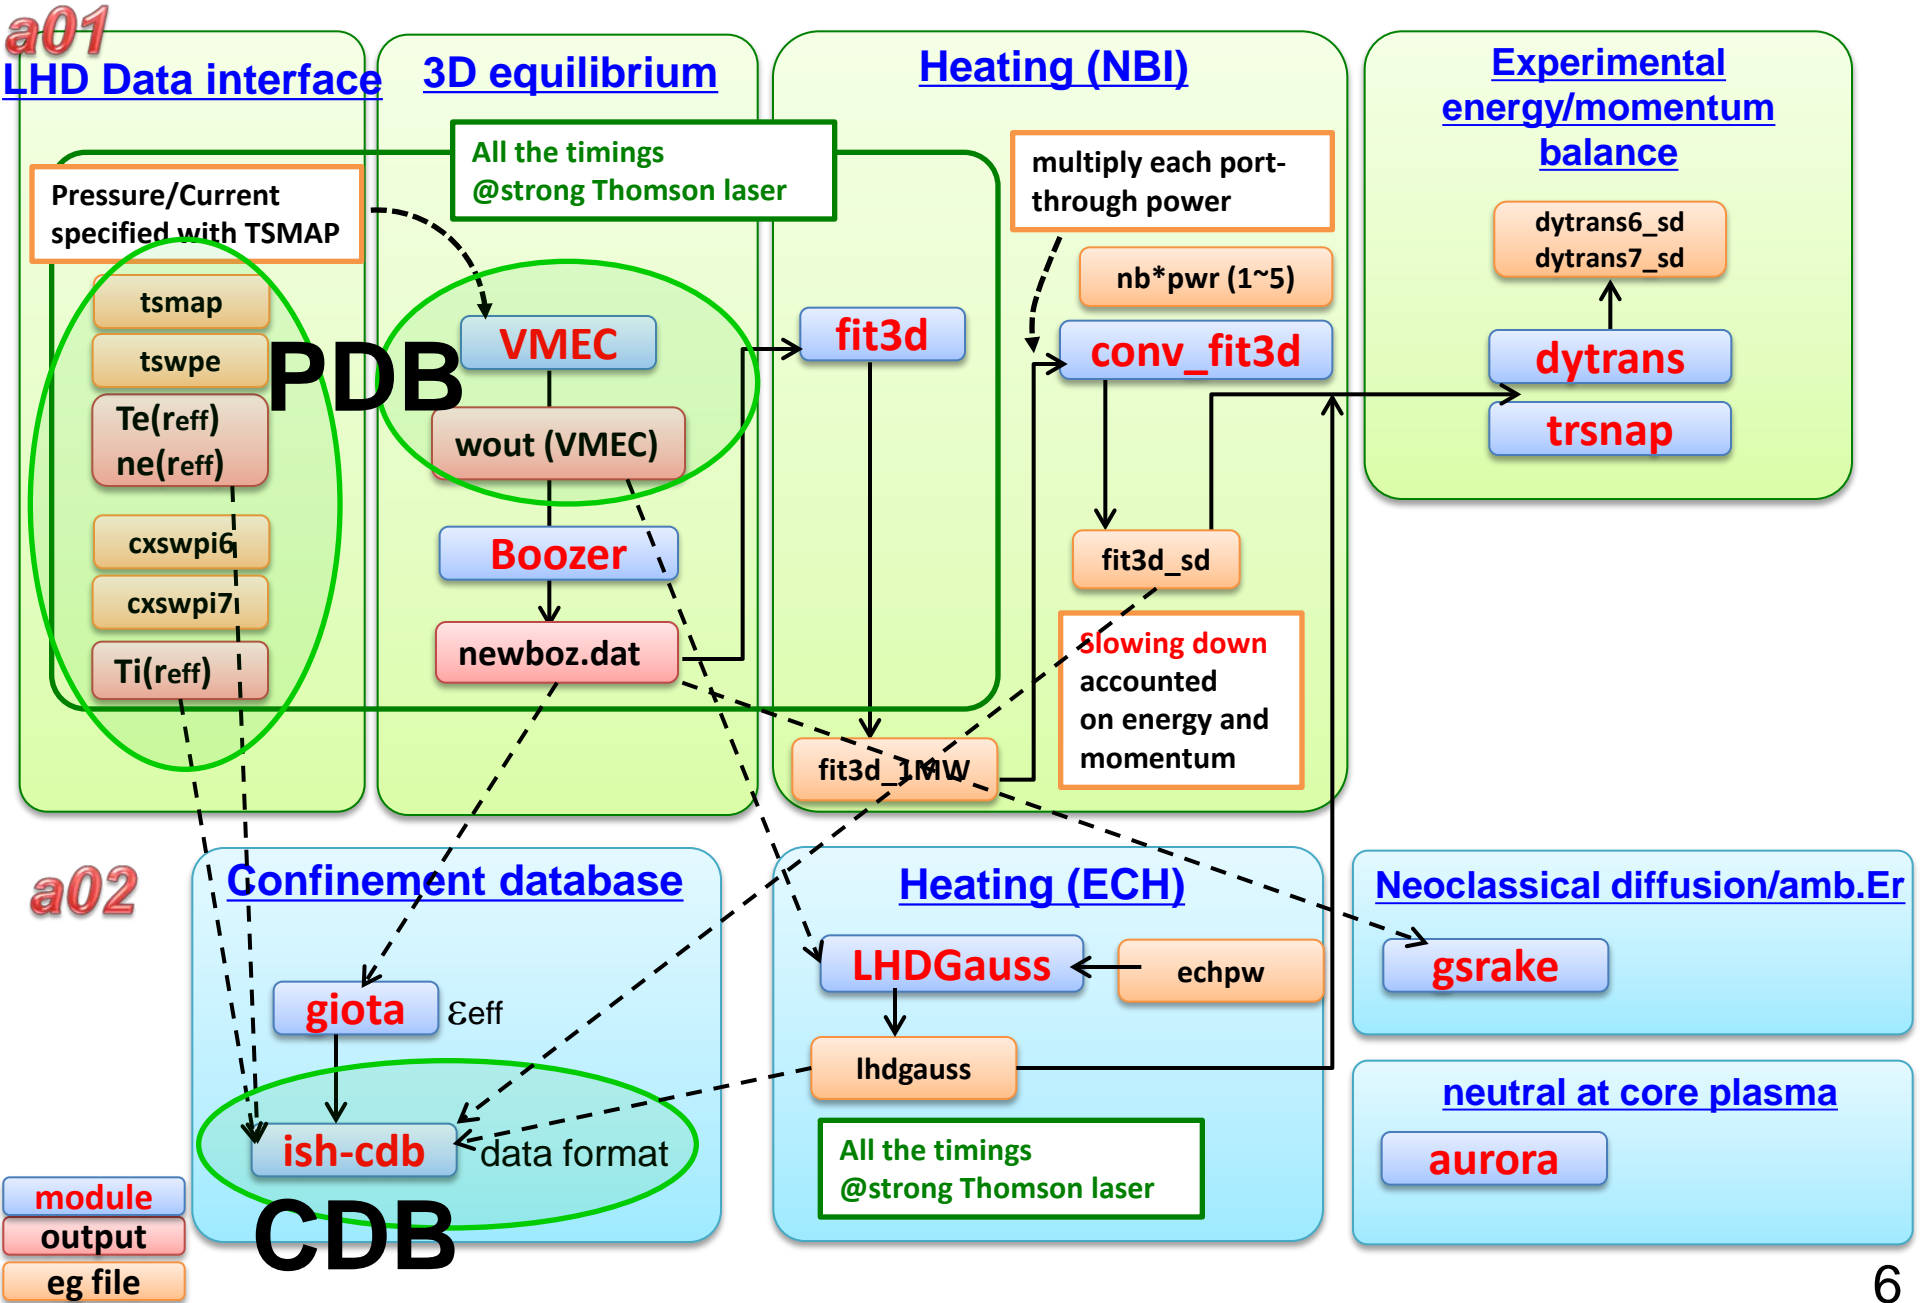 a01
LHD Data interface
3D equilibrium
Heating (NBI)
Experimental
energy/momentum
balance
All the timings
@strong Thomson laser
Pressure/Current
specified with TSMAP
multiply each port-
through power
tsmap
tswpe
Te(reff)
ne(reff)
cxswpi6
cxswpi7
Ti(reff)
PDB
VMEC
wout (VMEC)
Boozer
newboz.dat
fit3d
fit3d_1MW
nb*pwr (1~5)
conv_fit3d
fit3d_sd
Slowing down
accounted
on energy and
momentum
dytrans6_sd
dytrans7_sd
dytrans
trsnap
a02
Confinement database
giota
εeff
ish-cdb
data format
CDB
Heating (ECH)
LHDGauss
echpw
lhdgauss
All the timings
@strong Thomson laser
Neoclassical diffusion/amb.Er
gsrake
neutral at core plasma
aurora
module
output
eg file
6